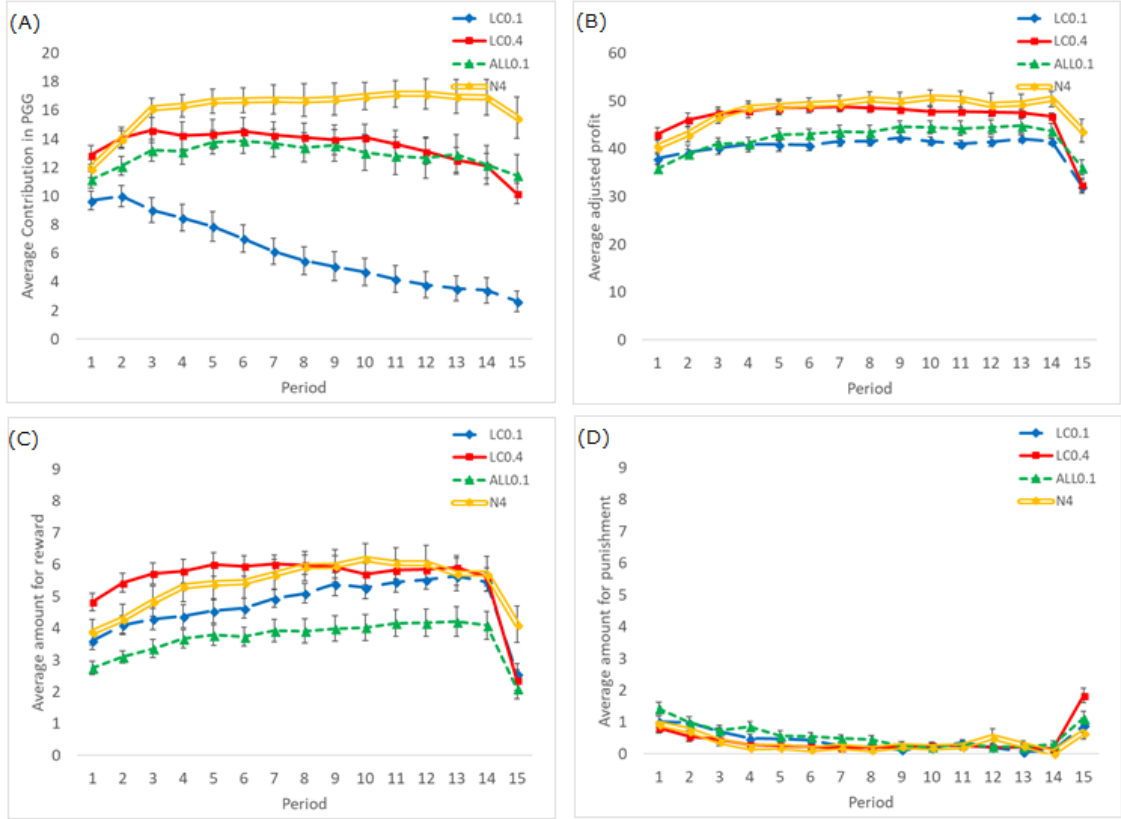 (A)
LC0.1
LC0.4
ALL0.1
N4
Average Contribution in PGG
20
18
16
14
12
10
8
6
4
2
0
1 2 3 4 5 6 7 8 9 10 11 12 13 14 15
Period
(B)
LC0.1
LC0.4
ALL0.1
N4
Average adjusted profit
60
50
40
30
20
10
0
1 2 3 4 5 6 7 8 9 10 11 12 13 14 15
Period
(C)
LC0.1
LC0.4
ALL0.1
N4
Average amount for reward
9
8
7
6
5
4
3
2
1
0
1 2 3 4 5 6 7 8 9 10 11 12 13 14 15
Period
(D)
LC0.1
LC0.4
ALL0.1
N4
Average amount for punishment
9
8
7
6
5
4
3
2
1
0
1 2 3 4 5 6 7 8 9 10 11 12 13 14 15
Period